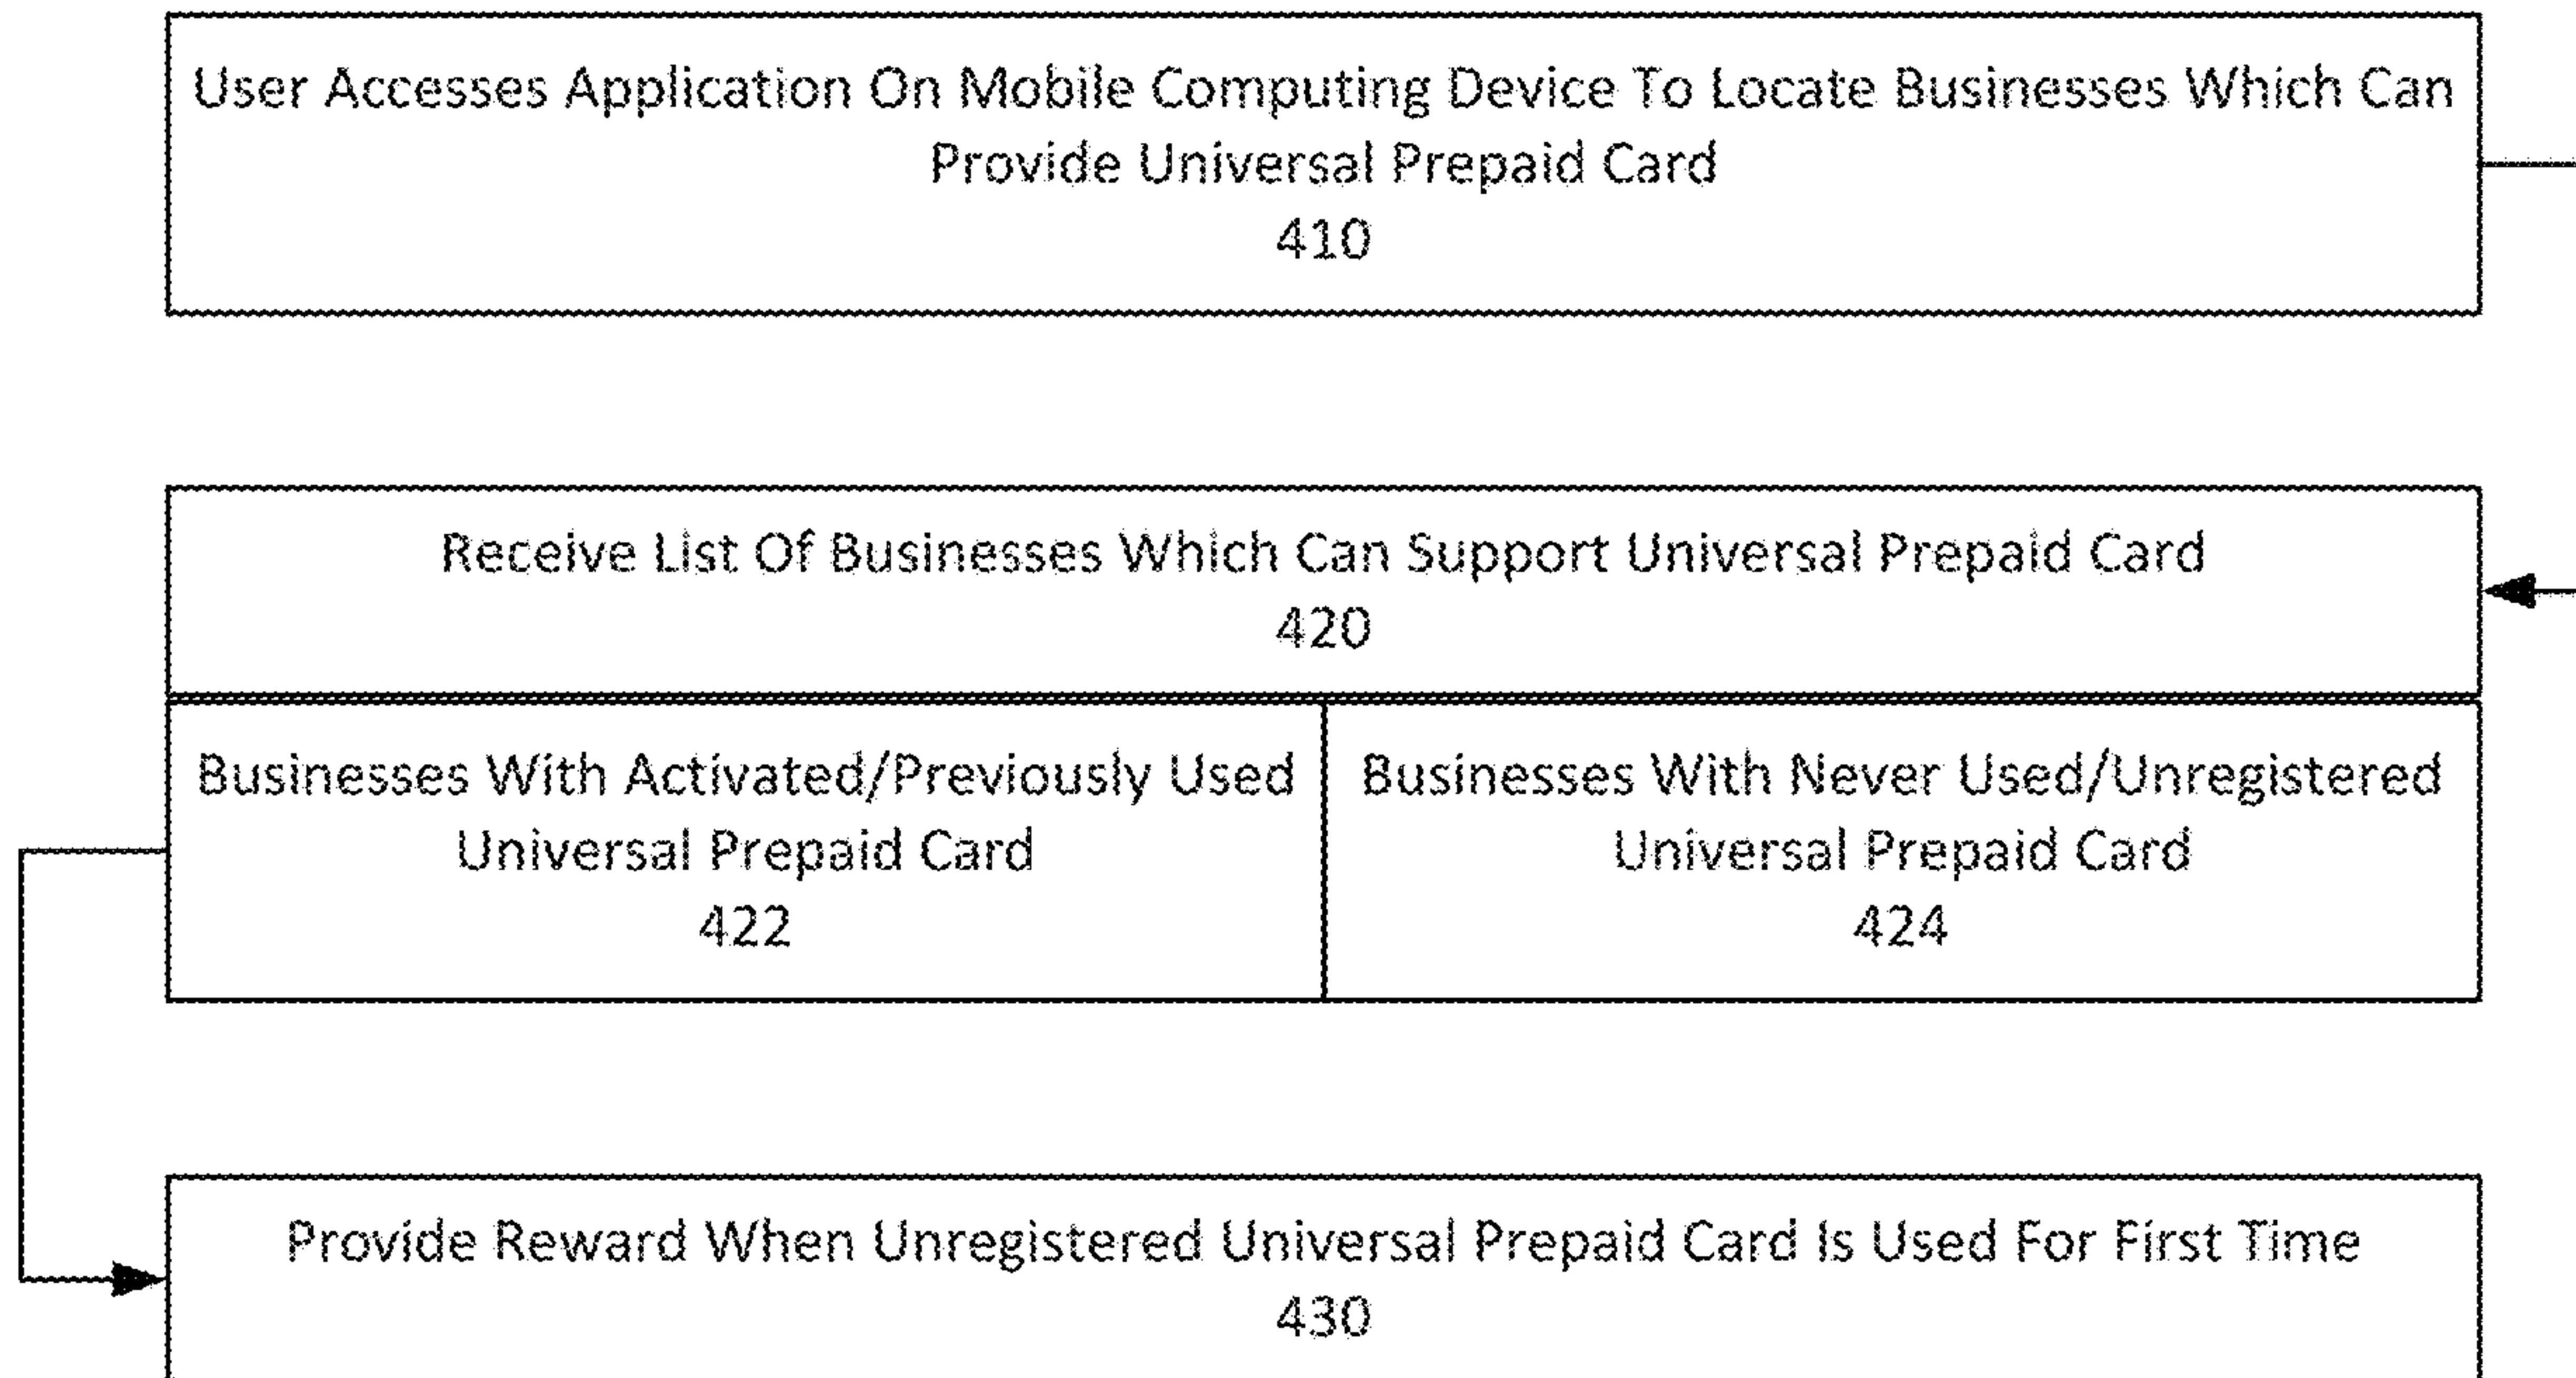 User Accesses Application On Mobile Computing Device To Locate Businesses Which Can
Provide Universal Prepaid Card
410
Receive List Of Businesses Which Can Support Universal Prepaid Card
420
Businesses With Activated/Previously Used
Universal Prepaid Card
422
Businesses With Never Used/Unregistered
Universal Prepaid Card
424
Provide Reward When Unregistered Universal Prepaid Card Is Used For First Time
430